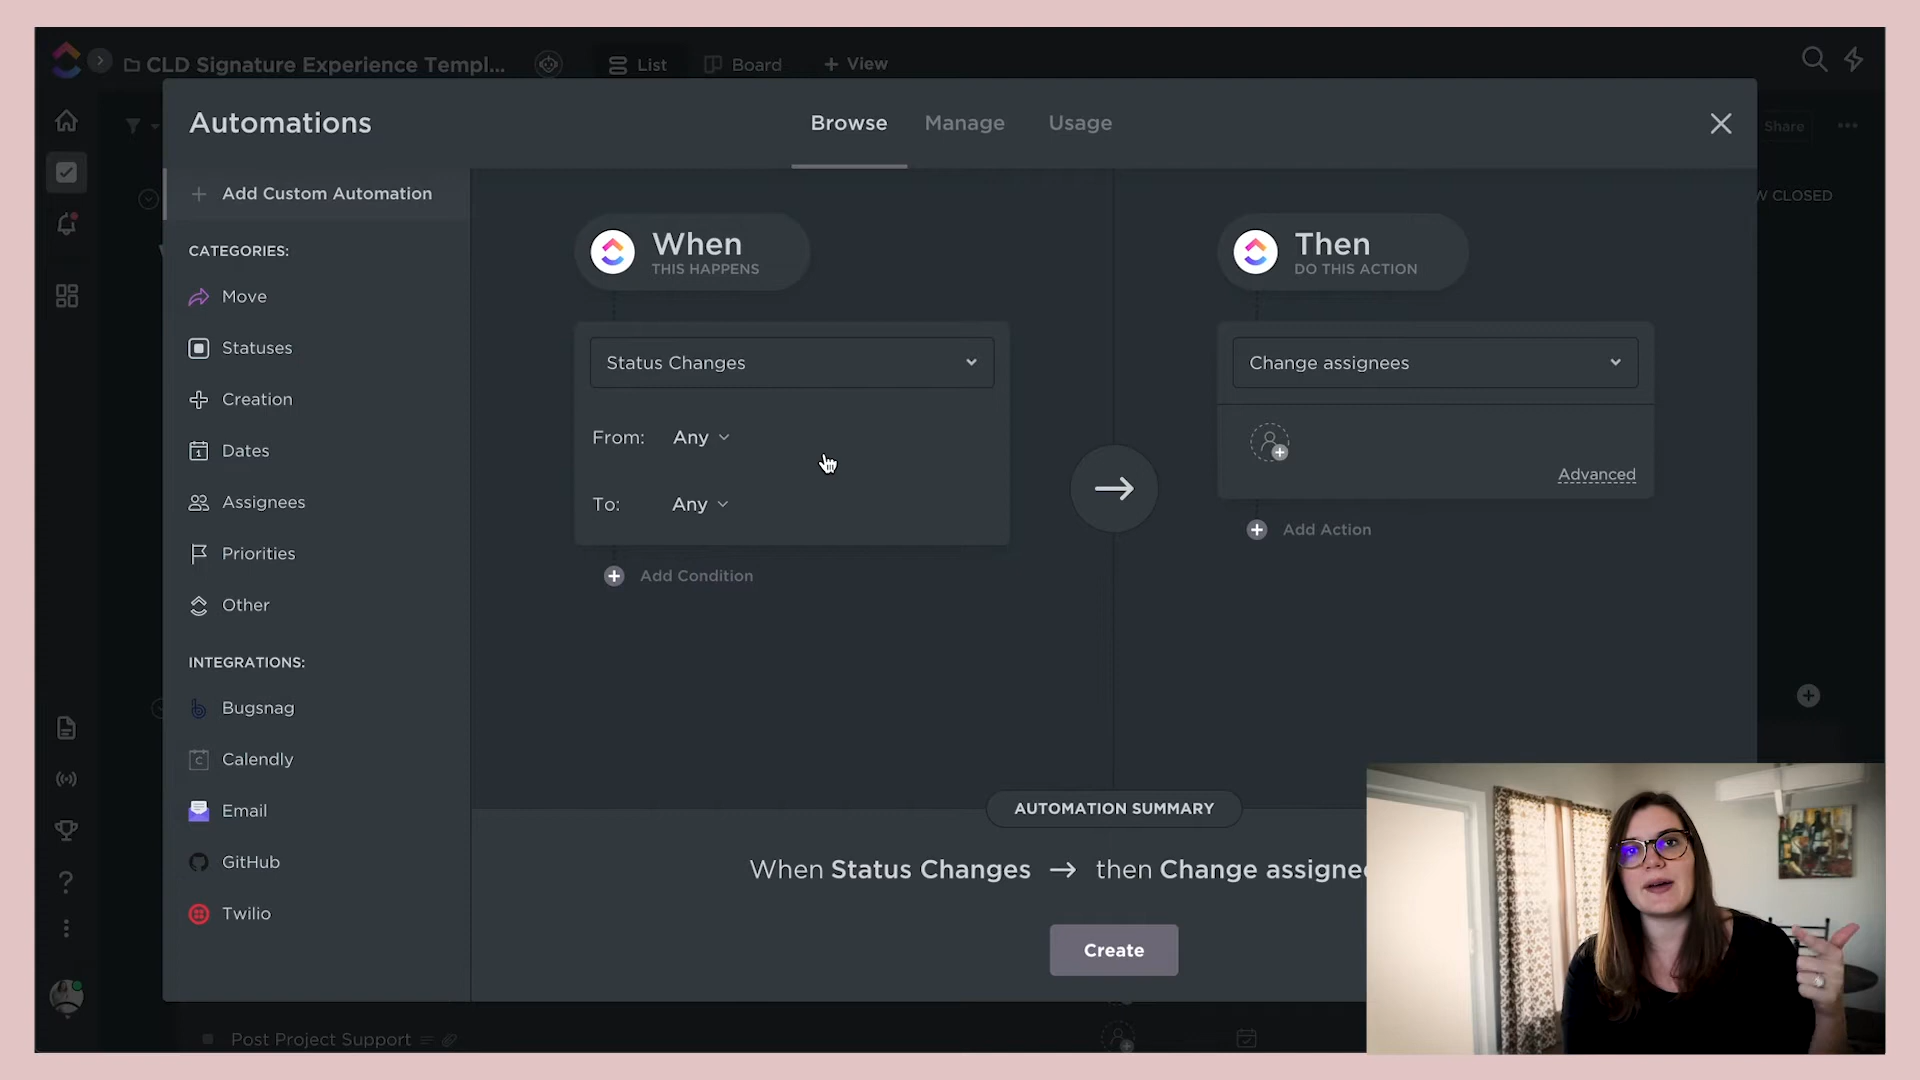 CLD Signature Experience Templ...
List
Board
+ View
Share
Automations
Browse
Manage
Usage
Add Custom Automation
CATEGORIES:
Move
Statuses
Creation
Dates
Assignees
Priorities
Other
INTEGRATIONS:
Bugsnag
Calendly
Email
GitHub
Twilio
When
THIS HAPPENS
Status Changes
From: Any
To: Any
Add Condition
Then
DO THIS ACTION
Change assignees
Advanced
Add Action
CLOSED
AUTOMATION SUMMARY
When Status Changes → then Change assigne
Create
Post Project Support